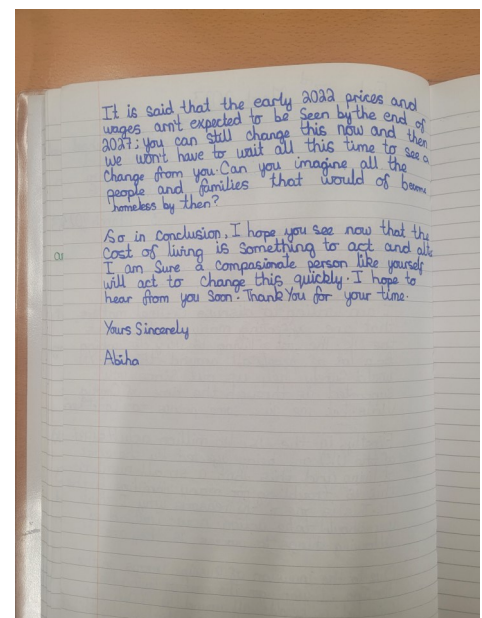 It is said that the early 2022 prices and
wages arn't expected to be seen by the end of
2027; you can still change this now and then
we won't have to wait all this time to see a
change from you. Can you imagine all the
people and families that would of become
homeless by then?
So in conclusion, I hope you see now that the
cost of living is something to act and
I am sure a compasionate person like yourself
will act to change this quickly. I hope to
hear from you soon. Thank You for your time.
Yours Sincerely
Abiha